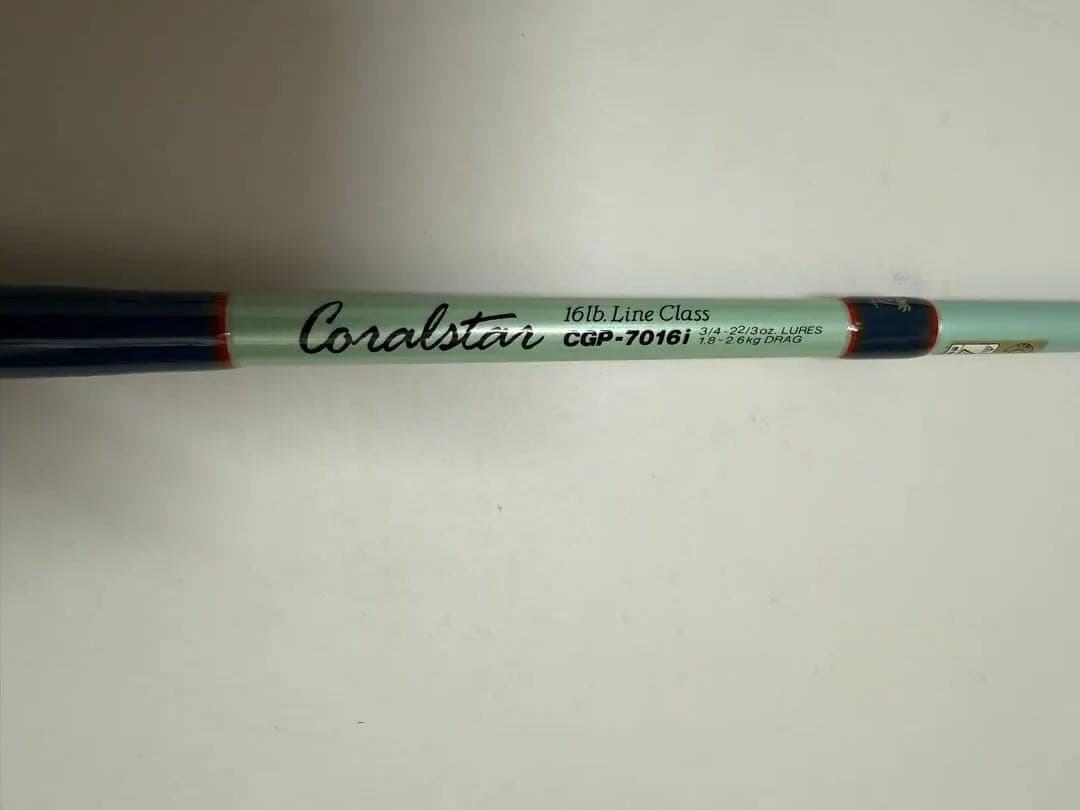 Coralstar
16lb. Line Class
CGP-7016i
3/4-22/3oz. LURES
1.8~2.6kg DRAG